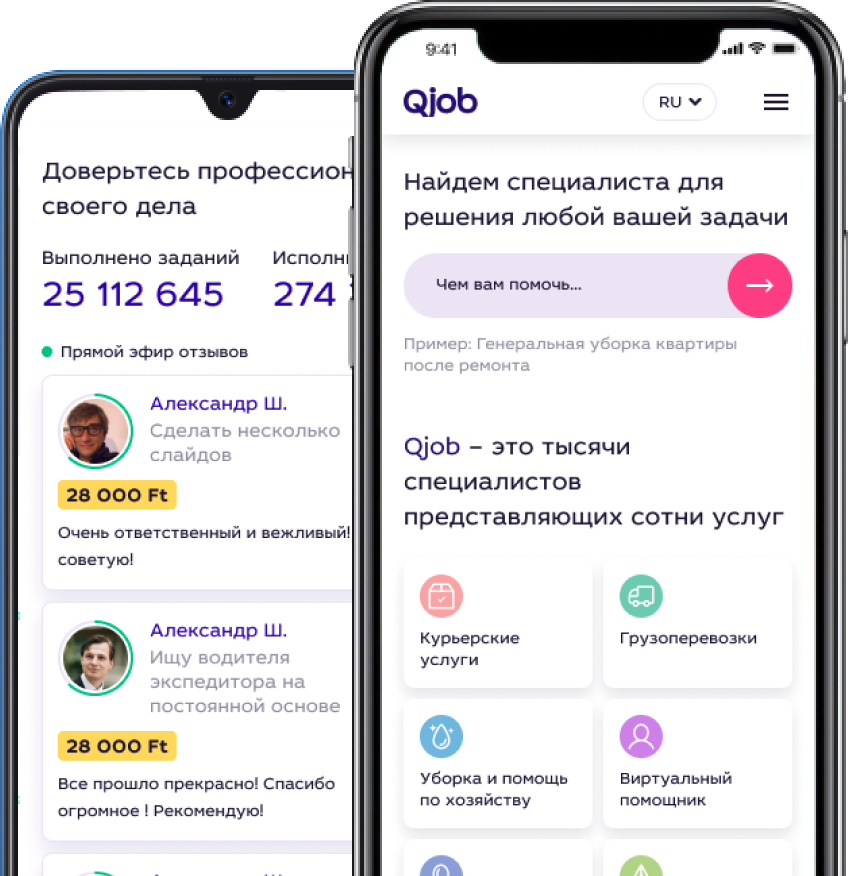 Доверьтесь профессион
своего дела
Выполнено заданий
Исполн
25 112 645
274
Прямой эфир отзывов
Александр Ш.
Сделать несколько
слайдов
28 000 Ft
Очень ответственный и вежливый!
советую!
Александр Ш.
Ищу водителя
экспедитора на
постоянной основе
28 000 Ft
Все прошло прекрасно! Спасибо
огромное ! Рекомендую!
9:41
Qjob
RU
Найдем специалиста для
решения любой вашей задачи
Чем вам помочь...
Пример: Генеральная уборка квартиры
после ремонта
Qjob – это тысячи
специалистов
представляющих сотни услуг
Курьерские
услуги
Грузоперевозки
Уборка и помощь
по хозяйству
Виртуальный
помощник